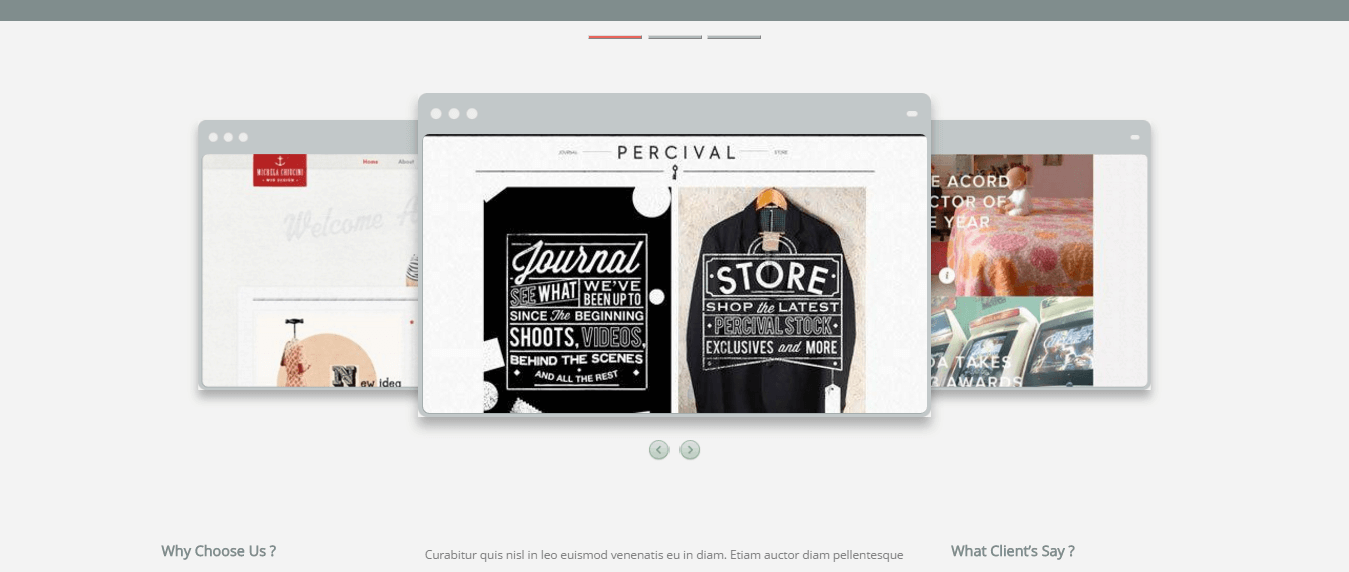 MICHELA CHIUCINI
• WEB DESIGN •
Home About
Welcome A
New idea
JOURNAL PERCIVAL STORE
Journal
SEE WHAT WE'VE BEEN UP TO
SINCE The BEGINNING
SHOOTS, VIDEOS,
BEHIND THE SCENES
AND ALL THE REST
STORE
SHOP the LATEST
PERCIVAL STOCK
EXCLUSIVES and MORE
E ACORD
CTOR OF
E YEAR
i
DA TAKES
AWARDS
Why Choose Us ?
Curabitur quis nisl in leo euismod venenatis eu in diam. Etiam auctor diam pellentesque
What Client's Say ?